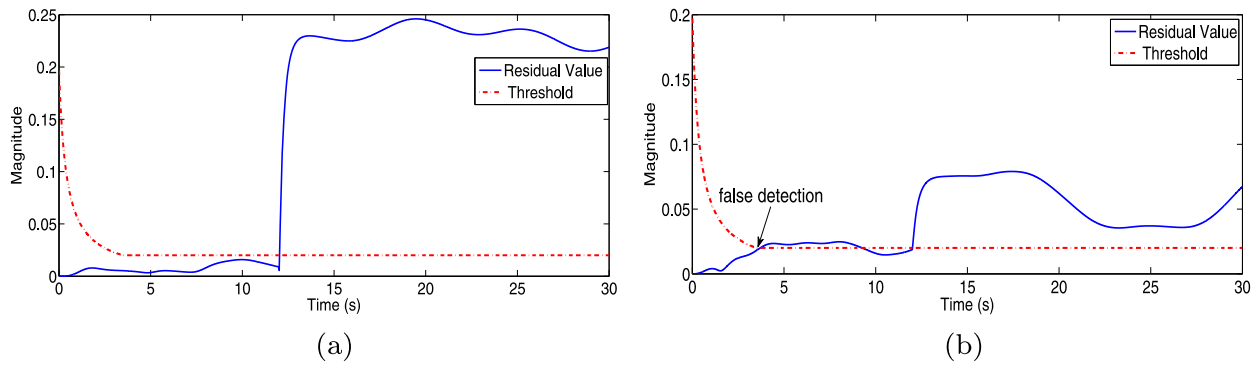 0.25
0.2
0.15
0.1
0.05
0
Magnitude
0 5 10 15 20 25 30
Time (s)
Residual Value
Threshold
(a)
0.2
0.15
0.1
0.05
0
Magnitude
0 5 10 15 20 25 30
Time (s)
Residual Value
Threshold
false detection
(b)